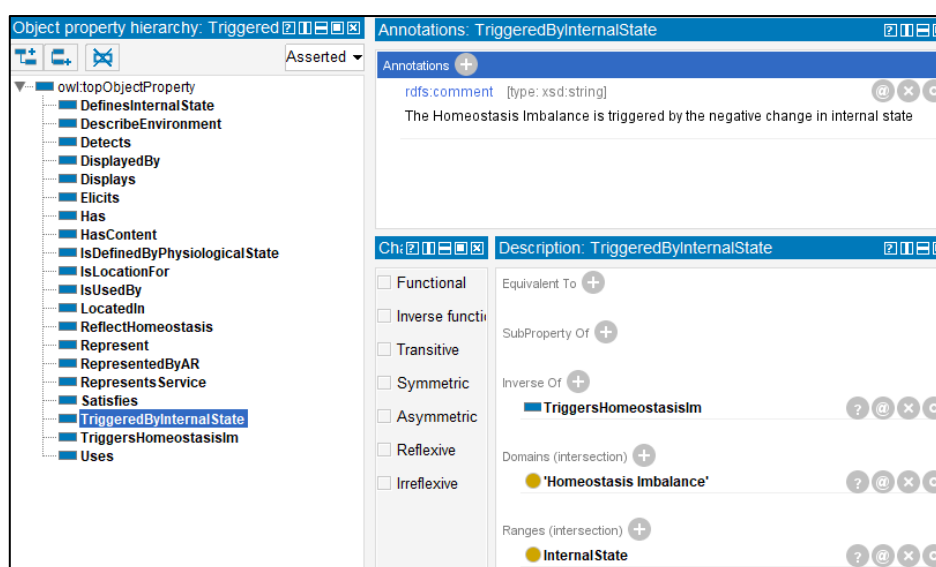 Object property hierarchy: Triggered
Asserted
owl:topObjectProperty
DefinesInternalState
DescribeEnvironment
Detects
DisplayedBy
Displays
Elicits
Has
HasContent
IsDefinedByPhysiologicalState
IsLocationFor
IsUsedBy
LocatedIn
ReflectHomeostasis
Represent
RepresentedByAR
RepresentsService
Satisfies
TriggeredByInternalState
TriggersHomeostasisIm
Uses
Annotations: TriggeredByInternalState
Annotations
rdfs:comment [type: xsd:string]
The Homeostasis Imbalance is triggered by the negative change in internal state
Functional
Inverse functi
Transitive
Symmetric
Asymmetric
Reflexive
Irreflexive
Description: TriggeredByInternalState
Equivalent To
SubProperty Of
Inverse Of
TriggersHomeostasisIm
Domains (intersection)
'Homeostasis Imbalance'
Ranges (intersection)
InternalState